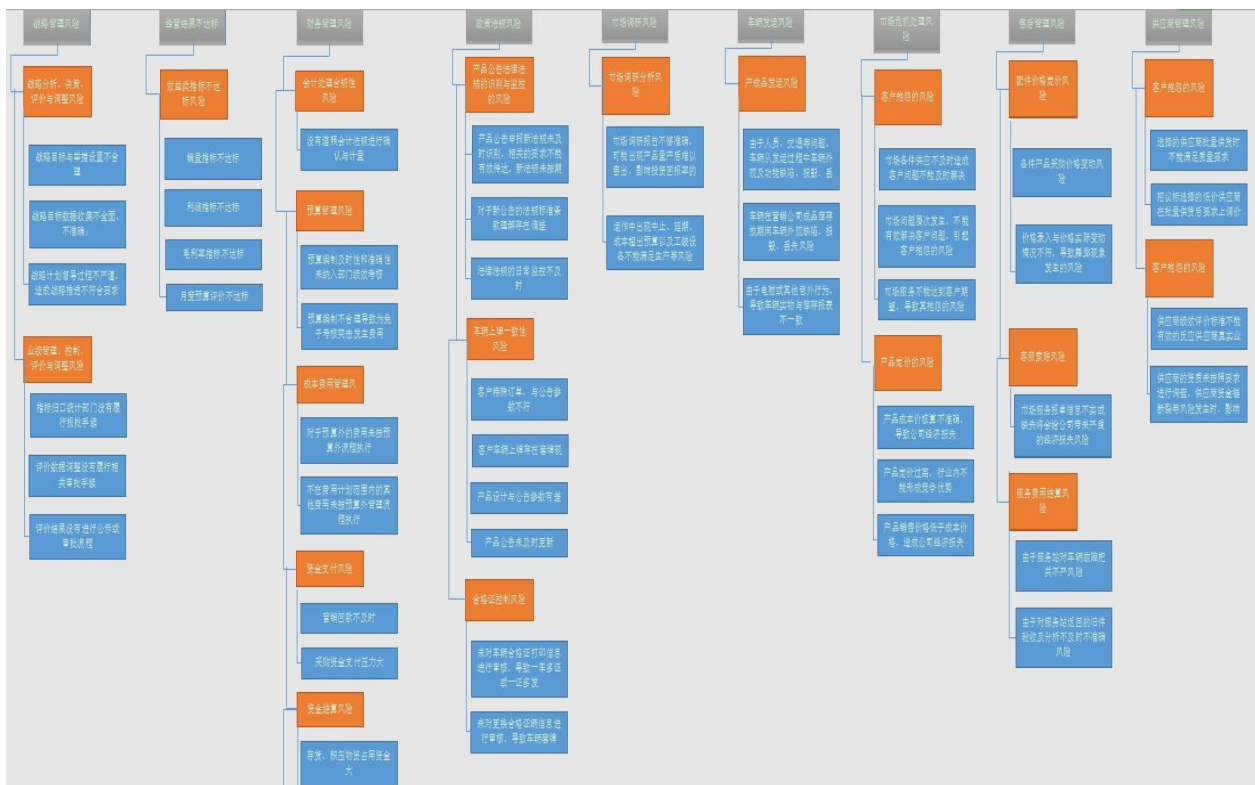 战略管理风险
战略分析、决策、
评价与调整风险
战略目标与举措设置不合
理
战略目标数据收集不全面、
不准确；
战略计划督导过程不严谨，
造成战略推进不符合要求
业绩管理、控制、
评价与调整风险
指标归口统计部门没有履
行报批手续
评价数据调整没有履行相
关审批手续
评价结果没有进行公示或
审批流程
经营结果不达标
效益类指标不达
标风险
销量指标不达标
利润指标不达标
毛利率指标不达标
月度预算评价不达标
财务管理风险
会计处理合规性
风险
没有遵照会计法规进行确
认与计量
预算管理风险
预算编制及时性和准确性
未纳入部门绩效考核
预算编制不合理导致为免
于考核突击发生费用
成本费用管理风
对于预算外的费用未按预
算外流程执行
不在费用计划范围内的其
他费用未按预算外管理流
程执行
资金支付风险
营销回款不及时
采购资金支付压力大
资金结算风险
存货、积压物资占用资金
大
政策法规风险
产品公告法律法
规的识别与监控
的风险
产品公告申报新法规未及
时识别，相关的要求不能
有效传达，新法规未按期
对于新公告的法规标准条
款理解存在误差
法律法规的日常监控不及
时
车辆上牌一致性
风险
客户特殊订单，与公告参
数不符
客户车辆上牌存在套牌现
产品设计与公告参数有差
产品公告未及时更新
合格证控制风险
未对车辆合格证打印信息
进行审核，导致一车多证
或一证多发
未对更换合格证车辆信息进
行审核，导致车辆套牌
市场调研风险
市场调研分析风
险
市场调研报告不够准确，
可能出现产品量产后难以
售出，影响投资回报率的
运作中出现中止、延期、
成本超出预算以及工艺设
备不能满足生产等风险
车辆发运风险
产成品发运风险
由于人员、交通等问题，
车辆从发运过程中车辆外
观及功能缺陷、损毁、丢
车辆在营销公司成品库存
放期间车辆外观缺陷、损
毁、丢失风险
由于电脑或其他意外行为，
导致车辆实物与库存报表
不一致
市场危机处理风
险
客户抱怨的风险
市场备件供应不及时造成
客户问题不能及时解决
市场问题屡次发生，不能
有效解决客户问题，引起
客户抱怨的风险
市场服务不能达到客户期
望，导致其抱怨的风险
产品定价的风险
产品成本价核算不准确，
导致公司经济损失
产品定价过高，行业内不
能形成竞争优势
产品销售价格低于成本价
格，造成公司经济损失
售后管理风险
配件价格定价风
险
备件产品采购价格变动风
险
价格录入与价格实际变动
情况不符，导致舞弊现象
发生的风险
客服索赔风险
市场服务报单信息不实或
缺失将会给公司带来严重
的经济损失风险
服务费用结算风
险
由于服务站对车辆故障把
关不严风险
由于对服务站返回的旧件
验收及分析不及时不准确
风险
供应商管理风险
客户抱怨的风险
选择的供应商批量供货时
不能满足质量要求
把议标选择的低价供应商
在批量供货后要求上调价
客户抱怨的风险
供应商绩效评价标准不能
有效的反应供应商真实业
供应商的资质未按照要求
进行调查，供应商资金链
断裂等风险发生时，影响